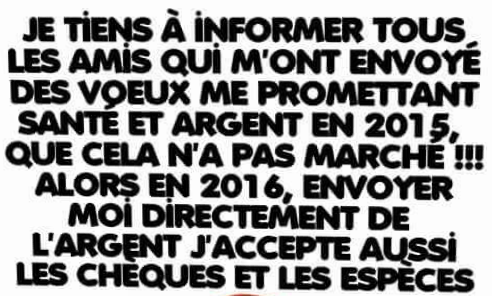 JE TIENS À INFORMER TOUS
LES AMIS QUI M'ONT ENVOYÉ
DES VOEUX ME PROMETTANT
SANTÉ ET ARGENT EN 2015,
QUE CELA N'A PAS MARCHÉ !!!
ALORS EN 2016, ENVOYER
MOI DIRECTEMENT DE
L'ARGENT J'ACCEPTE AUSSI
LES CHÈQUES ET LES ESPÈCES